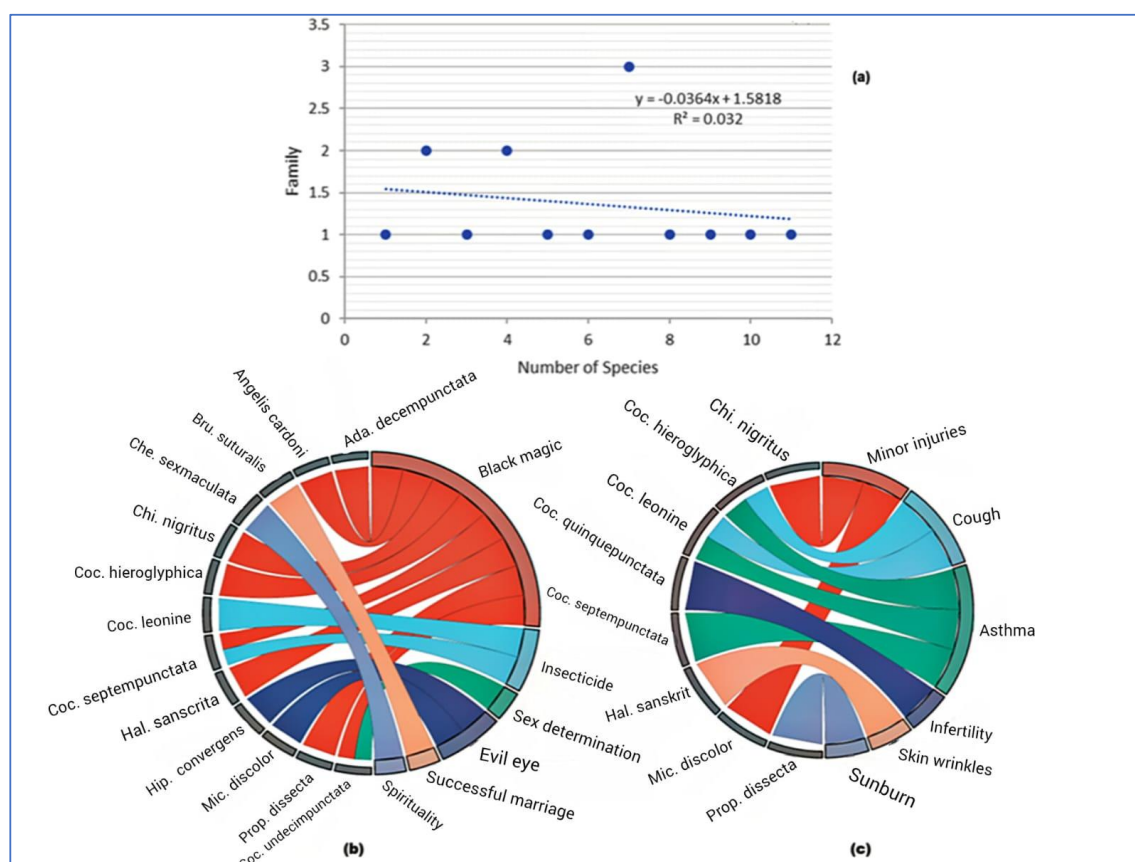 3.5
3
2.5
2
1.5
1
0.5
0
Family
(a)
y = -0.0364x + 1.5818
R² = 0.032
0 2 4 6 8 10 12
Number of Species
Ada. decempunctata
Angelis cardoni
Bru. suturalis
Che. sexmaculata
Chi. nigritus
Coc. hieroglyphica
Coc. leonine
Coc. septempunctata
Hal. sanscrita
Hip. convergens
Mic. discolor
Prop. dissecta
Coc. undecimpunctata
Spirituality
Successful marriage
Evil eye
Sex determination
Insecticide
Black magic
(b)
Chi. nigritus
Coc. hieroglyphica
Coc. leonine
Coc. quinquepunctata
Coc. septempunctata
Hal. sanskrit
Mic. discolor
Prop. dissecta
Sunburn
Skin wrinkles
Infertility
Asthma
Cough
Minor injuries
(c)